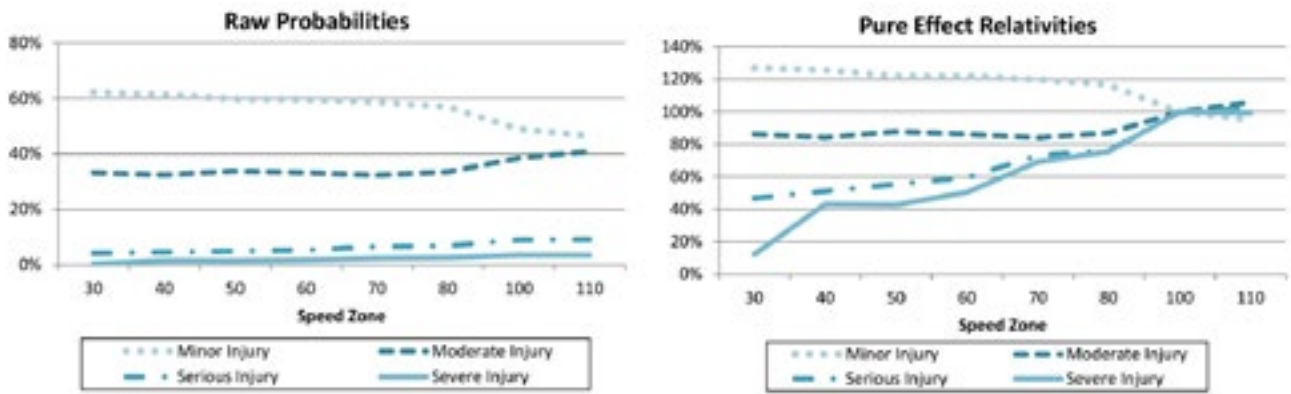 Raw Probabilities
80%
60%
40%
20%
0%
30 40 50 60 70 80 100 110
Speed Zone
Minor Injury Moderate Injury
Serious Injury Severe Injury
Pure Effect Relativities
140%
120%
100%
80%
60%
40%
20%
0%
30 40 50 60 70 80 100 110
Speed Zone
Minor Injury Moderate Injury
Serious Injury Severe Injury